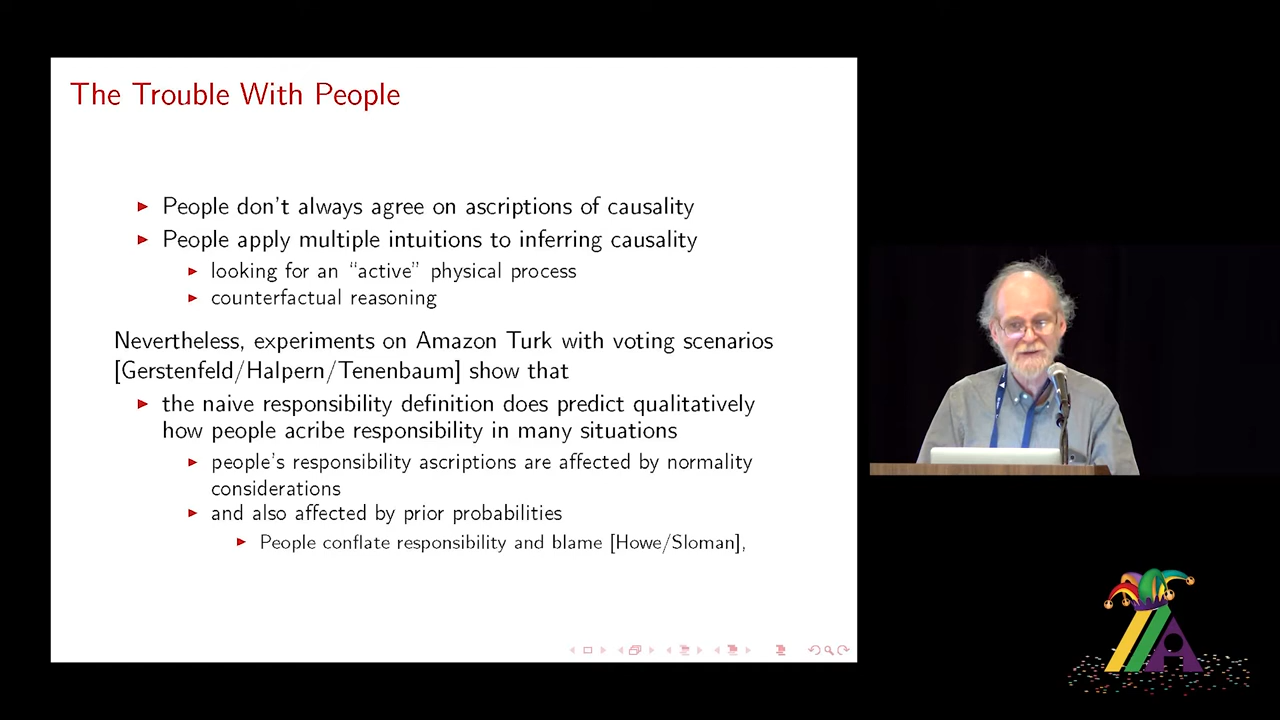 The Trouble With People
People don't always agree on ascriptions of causality
People apply multiple intuitions to inferring causality
looking for an “active” physical process
counterfactual reasoning
Nevertheless, experiments on Amazon Turk with voting scenarios
[Gerstenfeld/Halpern/Tenenbaum] show that
the naive responsibility definition does predict qualitatively
how people acribe responsibility in many situations
people's responsibility ascriptions are affected by normality
considerations
and also affected by prior probabilities
People conflate responsibility and blame [Howe/Sloman],